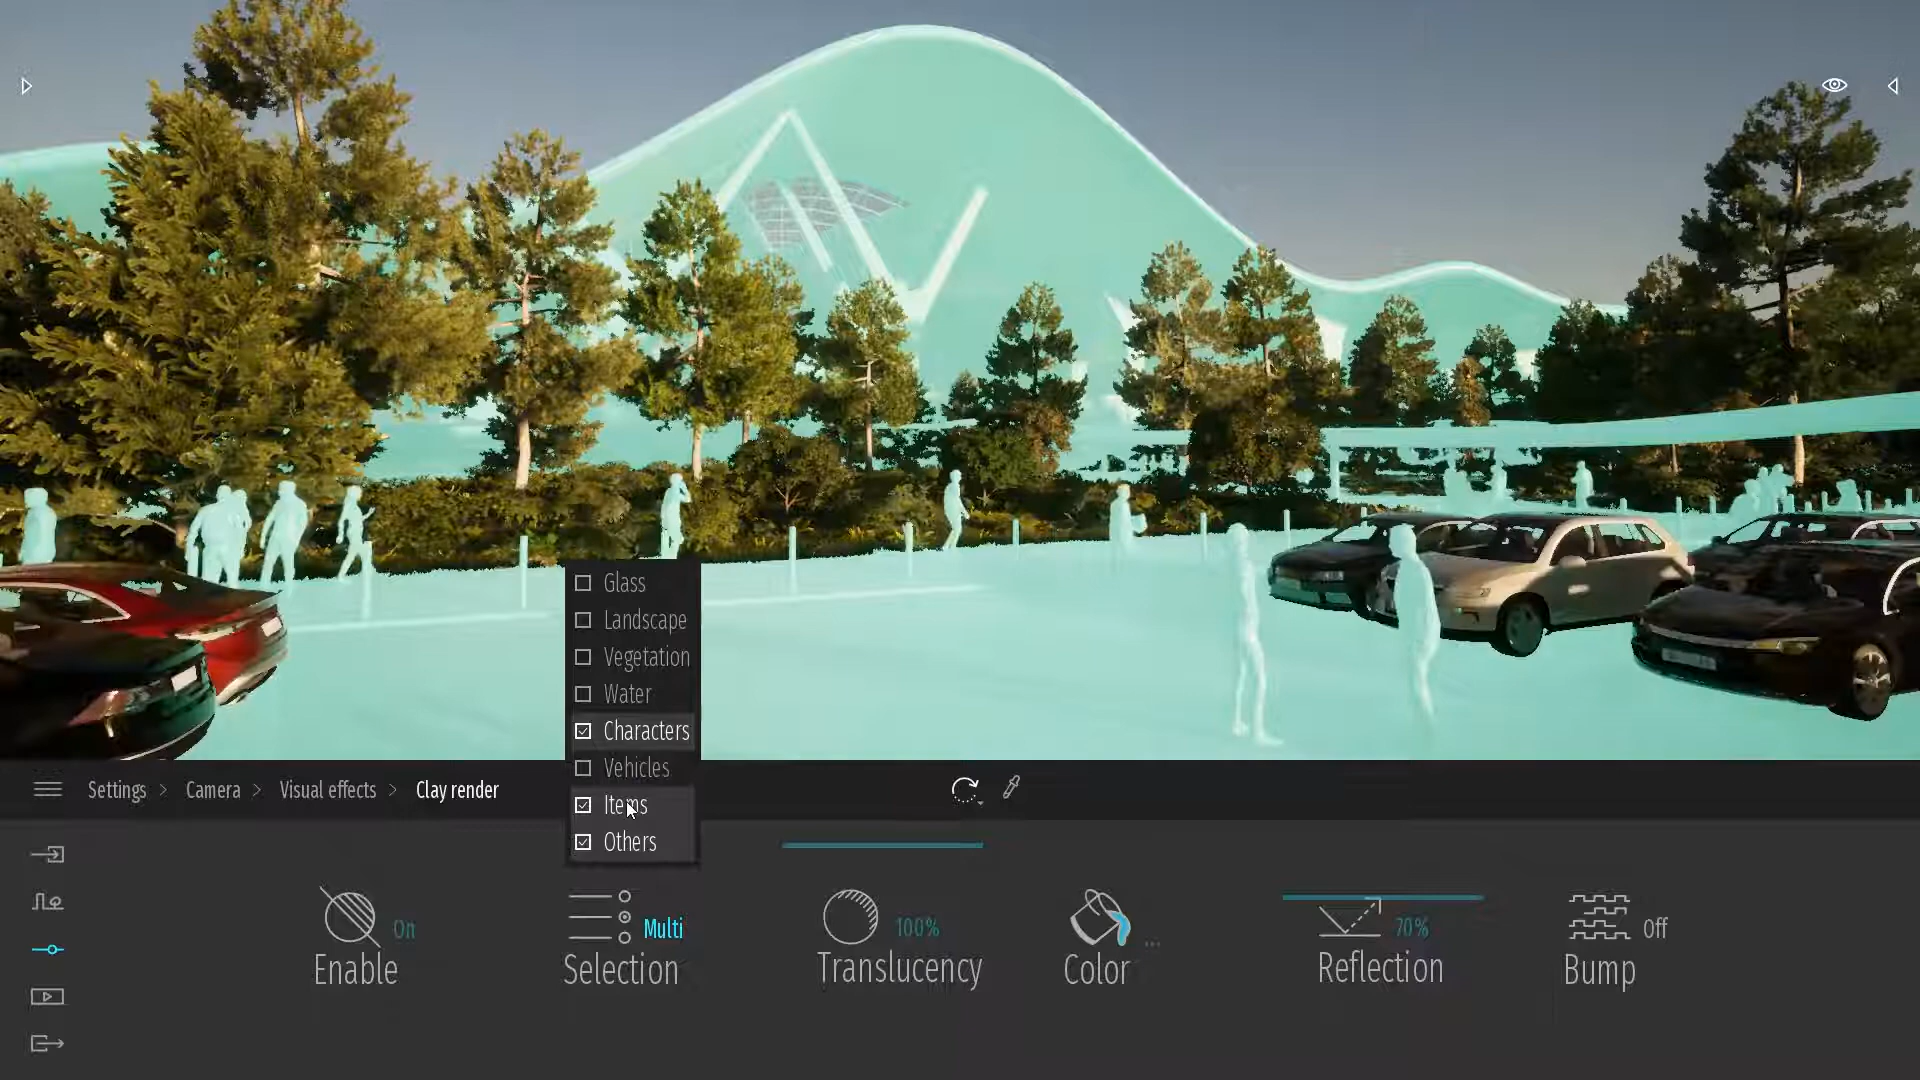 Glass
Landscape
Vegetation
Water
Characters
Vehicles
Items
Others
Settings > Camera > Visual effects > Clay render
On
Multi
100%
70%
Off
Enable
Selection
Translucency
Color
...
Reflection
Bump